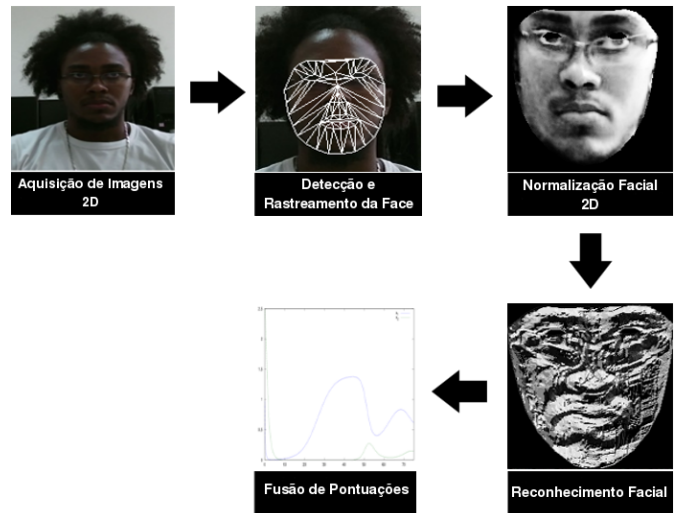 Aquisição de Imagens
2D
Detecção e
Rastreamento da Face
Normalização Facial
2D
Reconhecimento Facial
Fusão de Pontuações